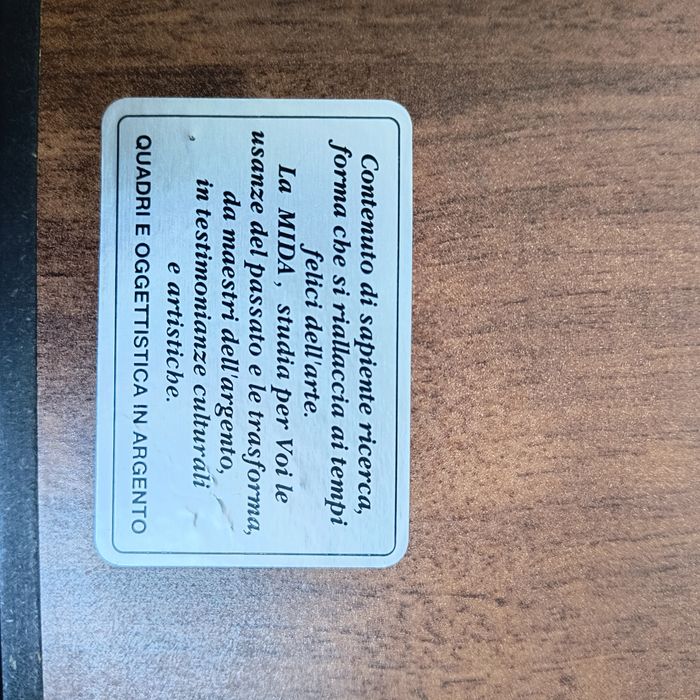 Contenuto di sapiente ricerca,
forma che si riallaccia ai tempi
felici dell'arte.
La MIDA, studia per Voi le
usanze del passato e le trasforma,
da maestri dell'argento,
in testimonianze culturali
e artistiche.
QUADRI E OGGETTISTICA IN ARGENTO